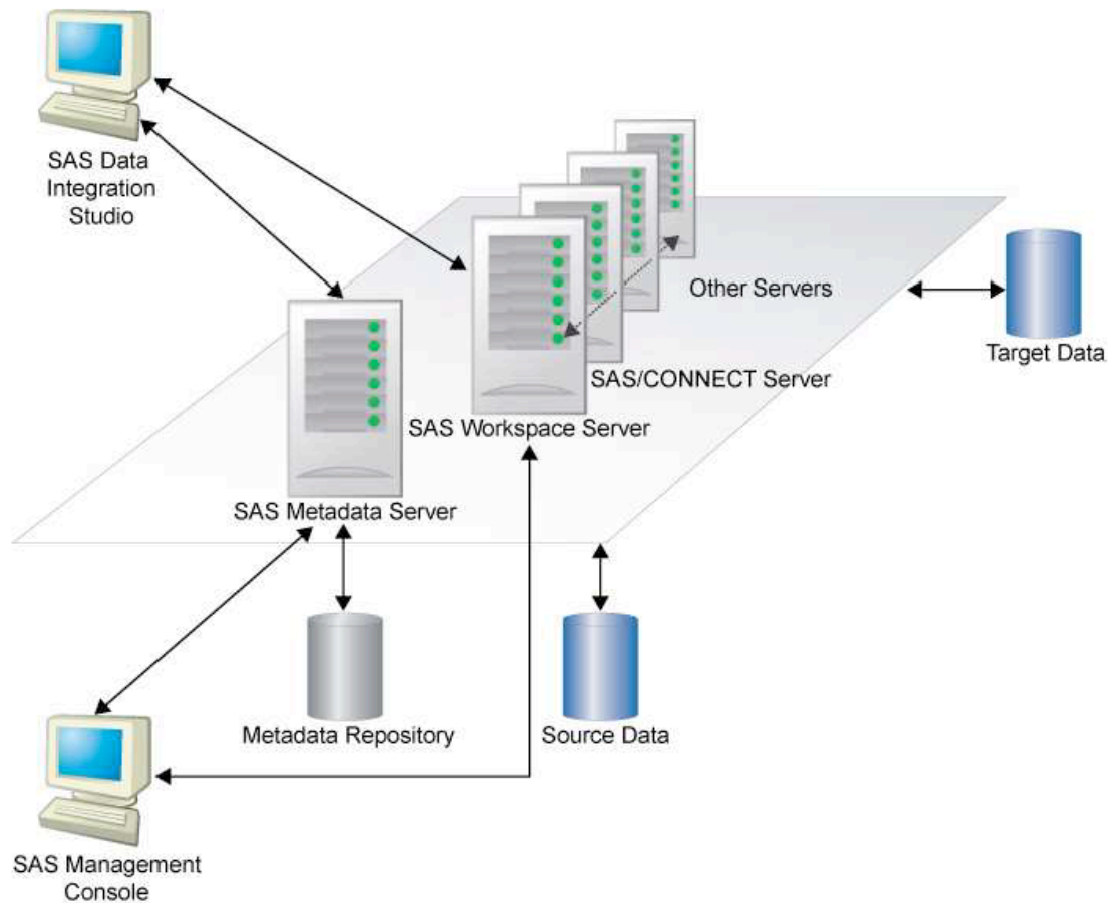 SAS Data
Integration
Studio
Other Servers
Target Data
SAS/CONNECT Server
SAS Workspace Server
SAS Metadata Server
Metadata Repository
Source Data
SAS Management
Console